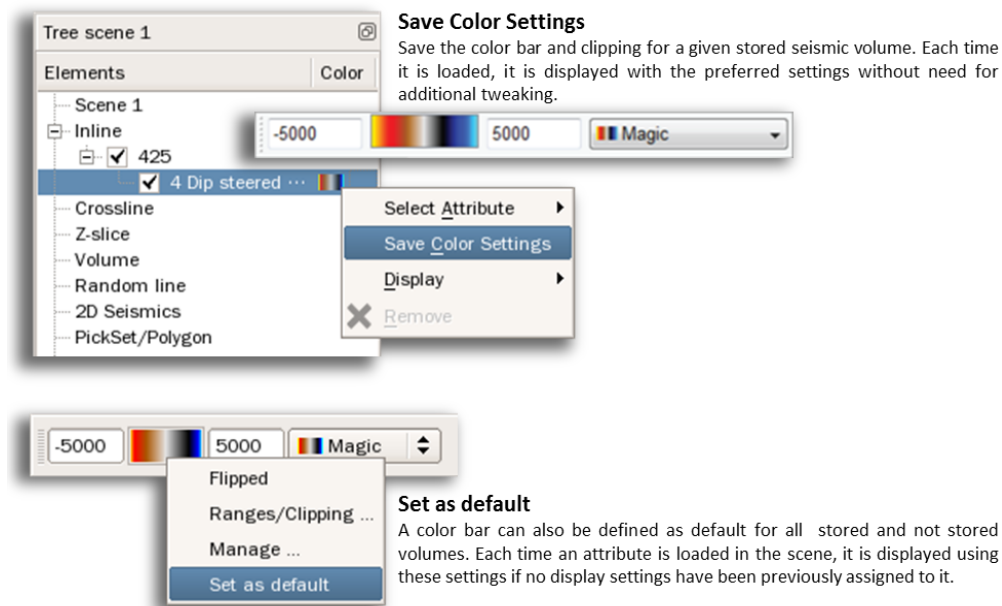 Tree scene 1
Elements
Color
Scene 1
Inline
425
4 Dip steered ...
Crossline
Z-slice
Volume
Random line
2D Seismics
PickSet/Polygon
Save Color Settings
Save the color bar and clipping for a given stored seismic volume. Each time
it is loaded, it is displayed with the preferred settings without need for
additional tweaking.
-5000
5000
Magic
Select Attribute
Save Color Settings
Display
Remove
-5000
5000
Magic
Flipped
Ranges/Clipping ...
Manage ...
Set as default
Set as default
A color bar can also be defined as default for all stored and not stored
volumes. Each time an attribute is loaded in the scene, it is displayed using
these settings if no display settings have been previously assigned to it.